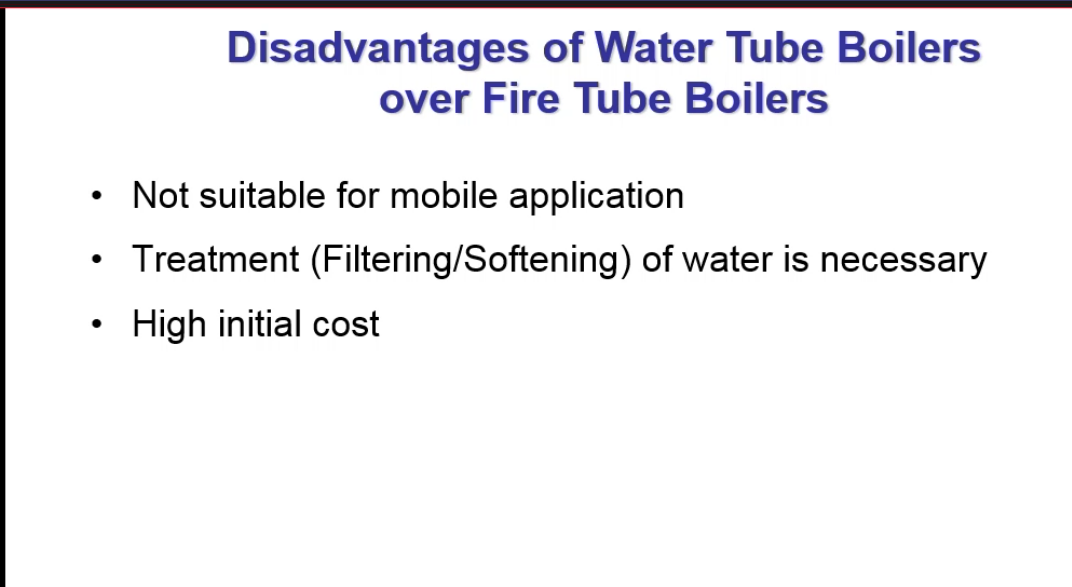 Disadvantages of Water Tube Boilers
over Fire Tube Boilers
• Not suitable for mobile application
• Treatment (Filtering/Softening) of water is necessary
• High initial cost